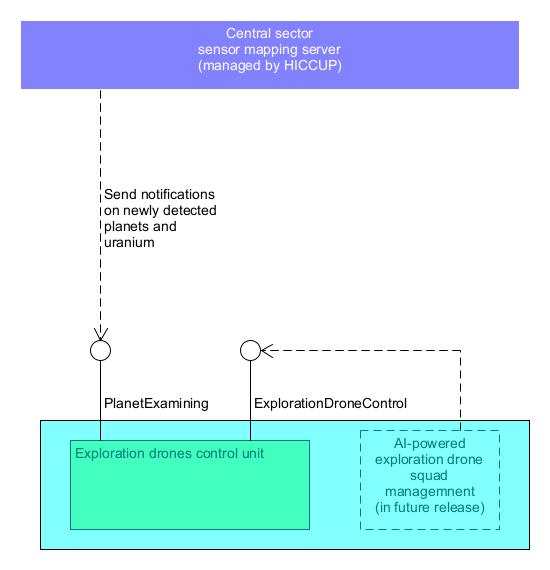 Central sector
sensor mapping server
(managed by HICCUP)
Send notifications
on newly detected
planets and
uranium
PlanetExamining
ExplorationDroneControl
Exploration drones control unit
AI-powered
exploration drone
squad
managemnent
(in future release)